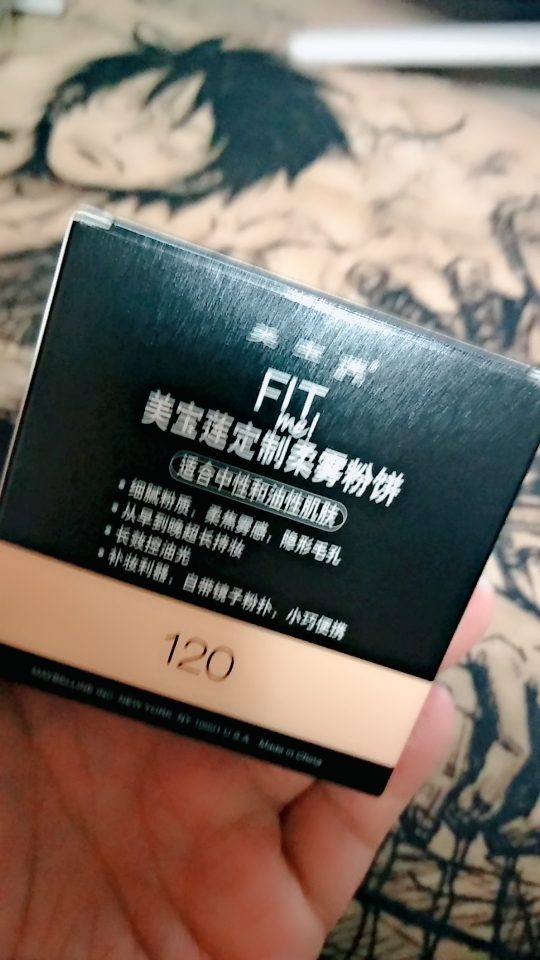 美宝莲
FIT
me!
美宝莲定制柔雾粉饼
适合中性和油性肌肤
▪ 细腻粉质，柔焦雾感，隐形毛孔
▪ 从早到晚超长持妆
▪ 长效控油光
▪ 补妆利器，自带镜子粉扑，小巧便携
120
MAYBELLINE INC. NEW YORK, NY 10001 U.S.A. Made in China